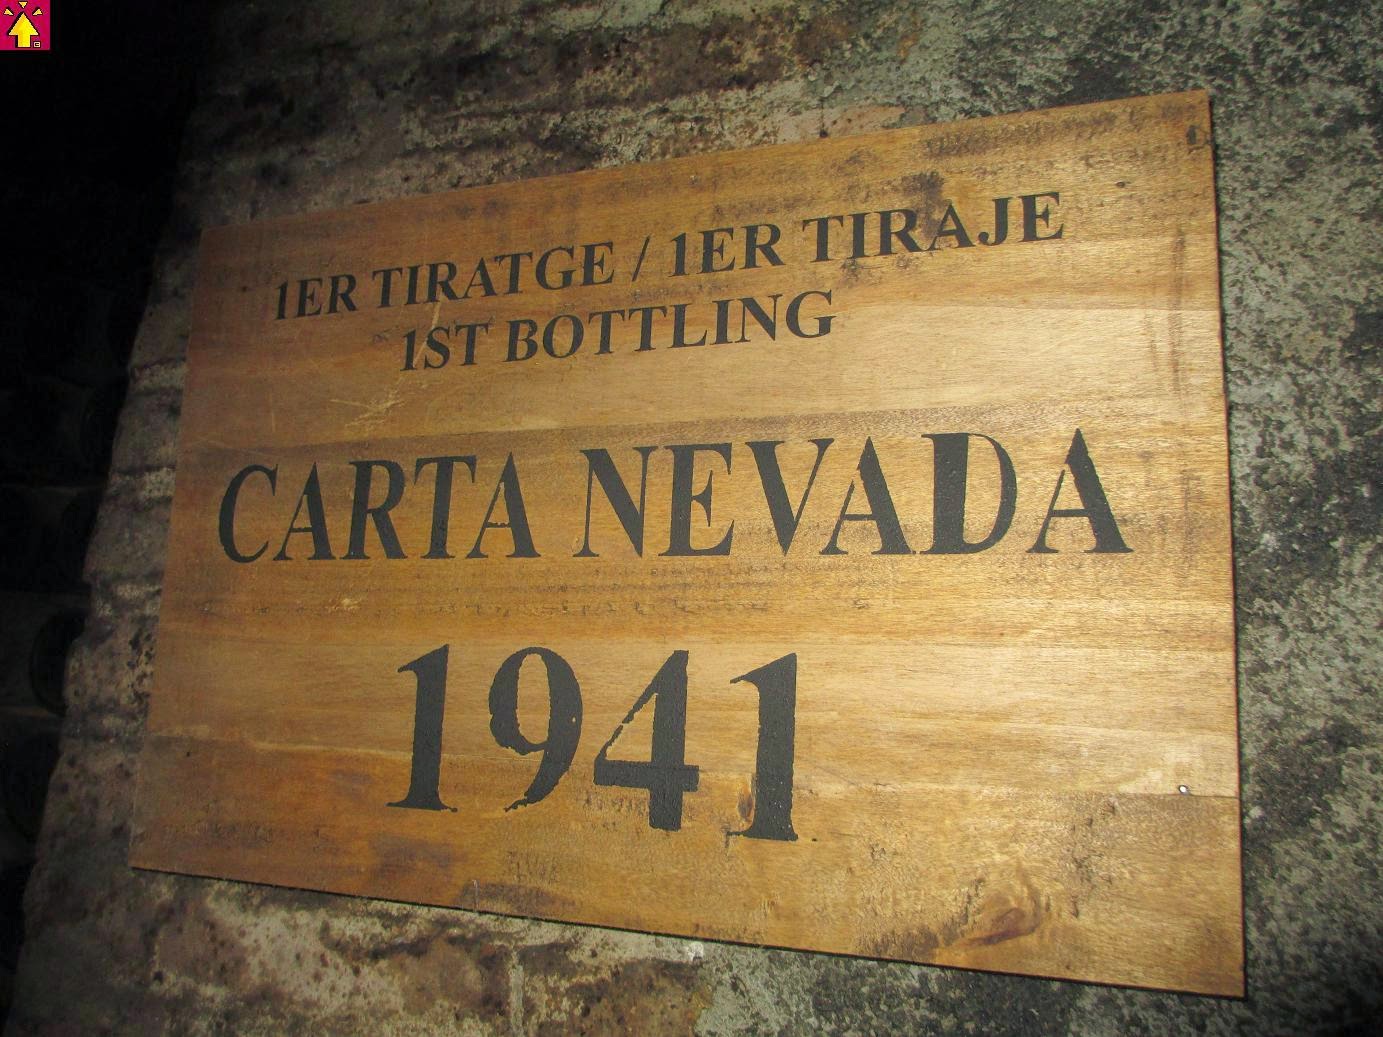 1ER TIRATGE / 1ER TIRAJE
1ST BOTTLING
CARTA NEVADA
1941